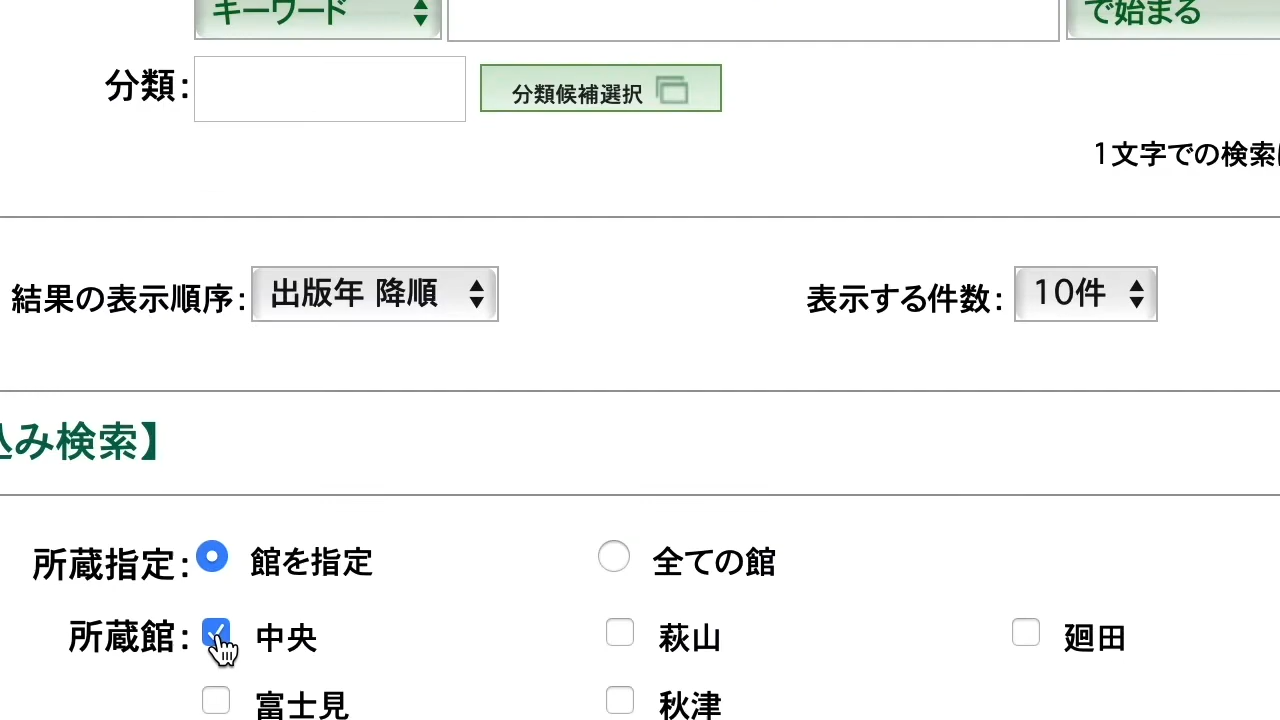 キーワード で始まる
分類: 分類候補選択
1文字での検索
結果の表示順序: 出版年 降順 表示する件数: 10件
込み検索】
所蔵指定: 館を指定 全ての館
所蔵館: 中央 萩山 廻田
富士見 秋津